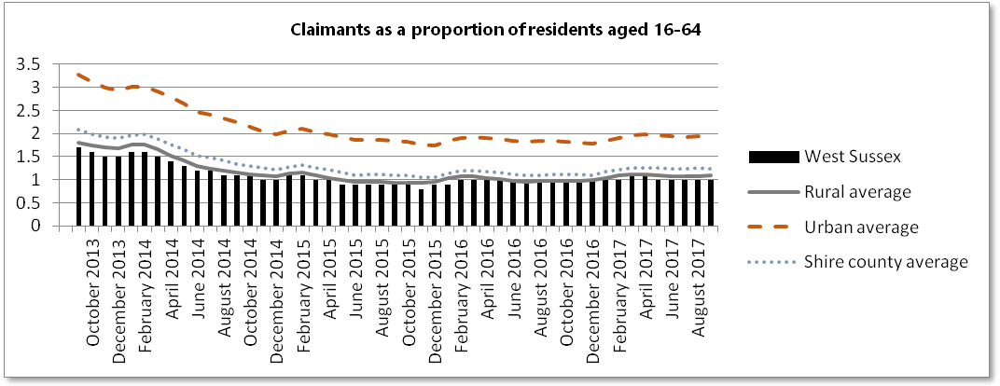 Claimants as a proportion of residents aged 16-64
3.5
3
2.5
2
1.5
1
0.5
0
October 2013
December 2013
February 2014
April 2014
June 2014
August 2014
October 2014
December 2014
February 2015
April 2015
June 2015
August 2015
October 2015
December 2015
February 2016
April 2016
June 2016
August 2016
October 2016
December 2016
February 2017
April 2017
June 2017
August 2017
West Sussex
Rural average
Urban average
Shire county average